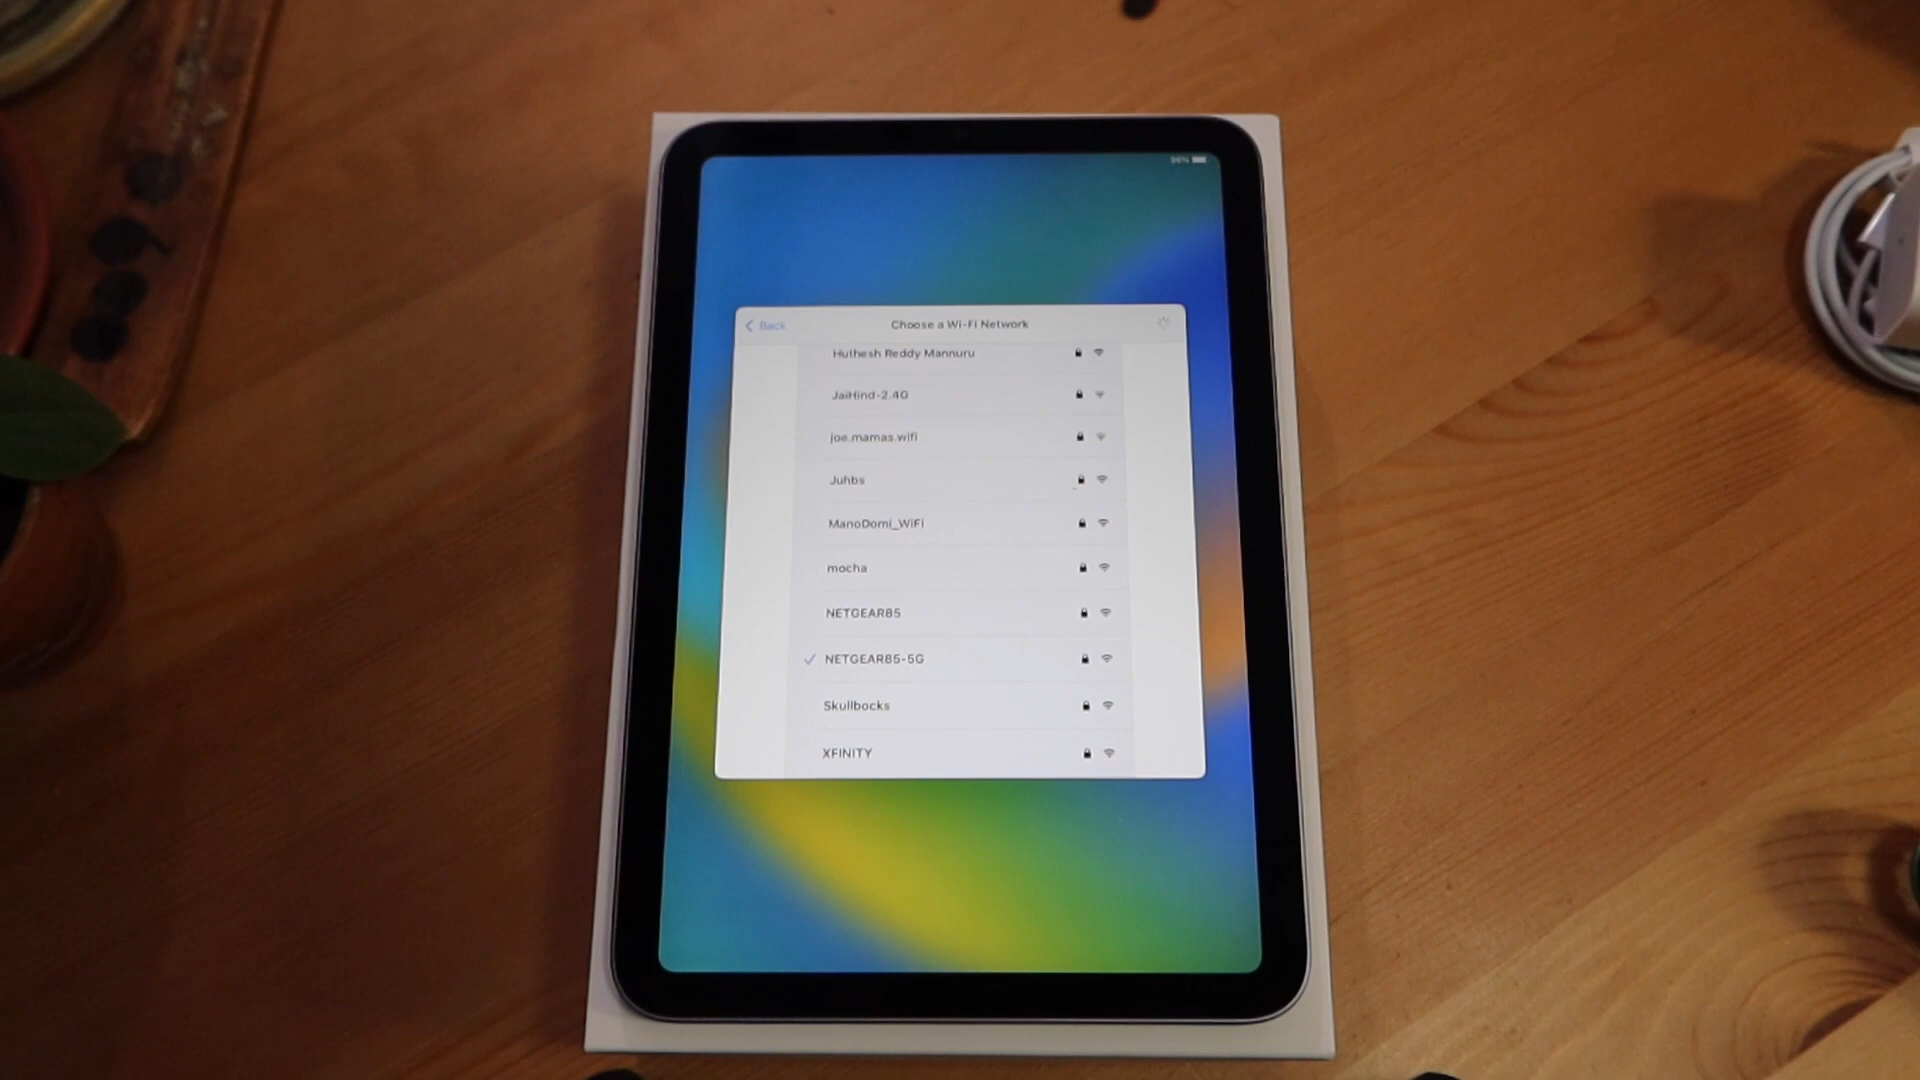 96%
Back
Choose a Wi-Fi Network
Huthesh Reddy Mannuru
JaiHind-2.4G
joe.mamas.wifi
Juhbs
ManoDomi_WiFi
mocha
NETGEAR85
NETGEAR85-5G
Skullbocks
XFINITY